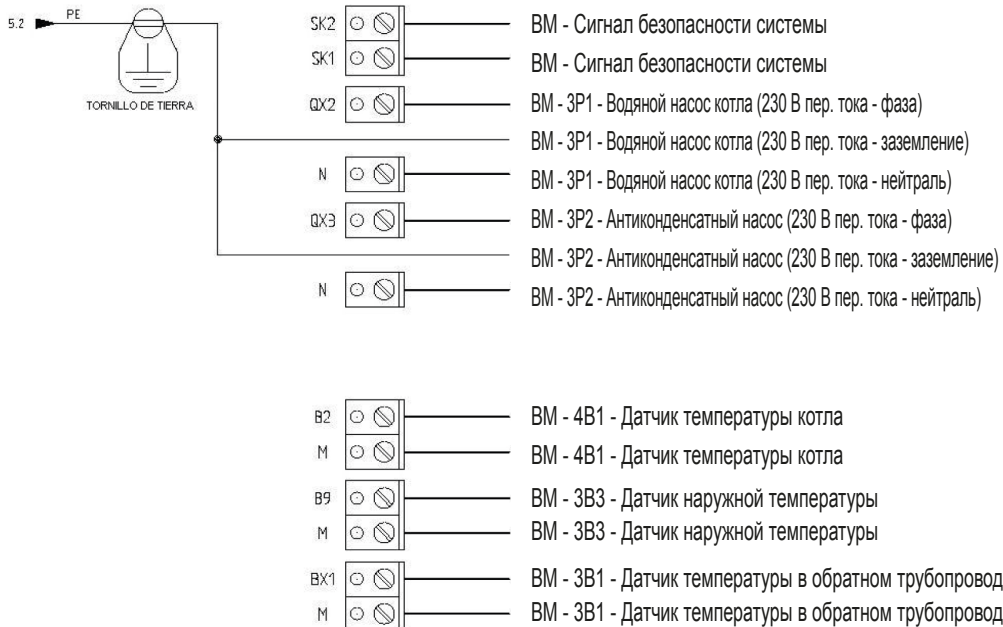 5.2 PE
TORNILLO DE TIERRA
SK2 ВМ - Сигнал безопасности системы
SK1 ВМ - Сигнал безопасности системы
QX2 ВМ - 3Р1 - Водяной насос котла (230 В пер. тока - фаза)
ВМ - 3Р1 - Водяной насос котла (230 В пер. тока - заземление)
N ВМ - 3Р1 - Водяной насос котла (230 В пер. тока - нейтраль)
QX3 ВМ - 3Р2 - Антиконденсатный насос (230 В пер. тока - фаза)
ВМ - 3Р2 - Антиконденсатный насос (230 В пер. тока - заземление)
N ВМ - 3Р2 - Антиконденсатный насос (230 В пер. тока - нейтраль)
B2 ВМ - 4В1 - Датчик температуры котла
M ВМ - 4В1 - Датчик температуры котла
B9 ВМ - 3В3 - Датчик наружной температуры
M ВМ - 3В3 - Датчик наружной температуры
BX1 ВМ - 3В1 - Датчик температуры в обратном трубопровод
M ВМ - 3В1 - Датчик температуры в обратном трубопровод